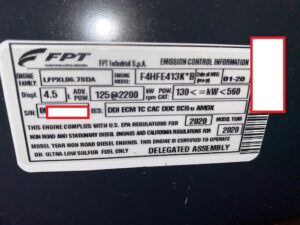 FPT
FPT Industrial S.p.A.
EMISSION CONTROL INFORMATION
ENGINE FAMILY LFPXL06.7SDA ENGINE MODEL F4HFE413K*B Date of MFG 01-20
Displ. 4.5 L ADV. POW. 125@2200 kW rpm POW. CAT 130<=kW<560
S/N: ECS: DDI ECM TC CAC DOC SCR-U AMOX
THIS ENGINE COMPLIES WITH U.S. EPA REGULATIONS FOR 2020 MODEL YEAR
NON ROAD AND STATIONARY DIESEL ENGINES AND CALIFORNIA REGULATIONS FOR 2020
MODEL YEAR NON ROAD DIESEL ENGINES. THIS ENGINE IS CERTIFIED TO OPERATE
ON ULTRA LOW SULFUR FUEL ONLY DELEGATED ASSEMBLY